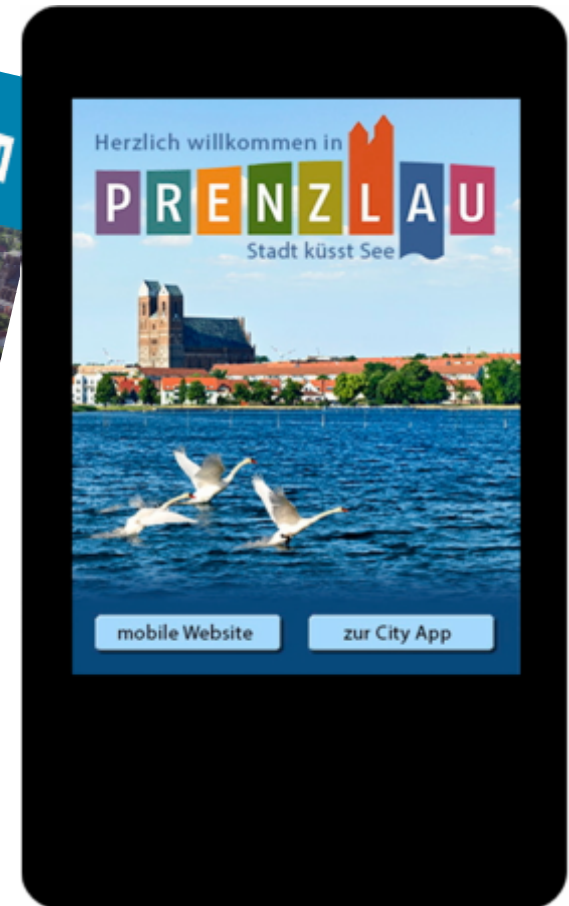 Herzlich willkommen in
PRENZLAU
Stadt küsst See
mobile Website
zur City App